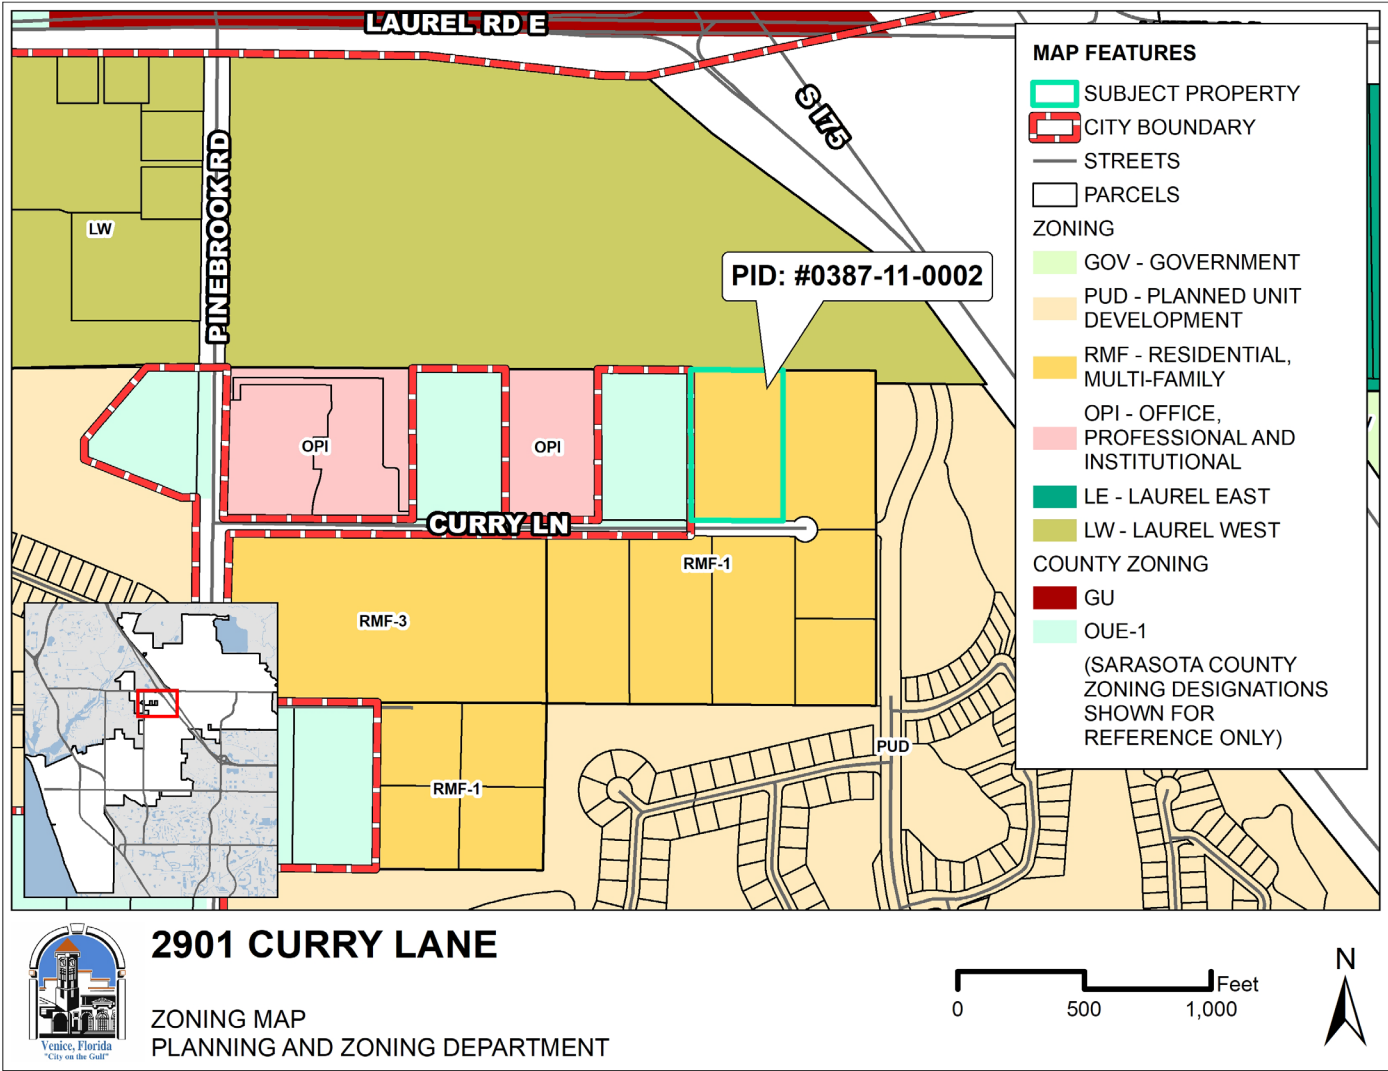 LAUREL RD E
S I75
PINEBROOK RD
LW
PID: #0387-11-0002
OPI
OPI
CURRY LN
RMF-1
RMF-3
RMF-1
PUD
MAP FEATURES
SUBJECT PROPERTY
CITY BOUNDARY
STREETS
PARCELS
ZONING
GOV - GOVERNMENT
PUD - PLANNED UNIT
DEVELOPMENT
RMF - RESIDENTIAL,
MULTI-FAMILY
OPI - OFFICE,
PROFESSIONAL AND
INSTITUTIONAL
LE - LAUREL EAST
LW - LAUREL WEST
COUNTY ZONING
GU
OUE-1
(SARASOTA COUNTY
ZONING DESIGNATIONS
SHOWN FOR
REFERENCE ONLY)
Venice, Florida
"City on the Gulf"
2901 CURRY LANE
ZONING MAP
PLANNING AND ZONING DEPARTMENT
Feet
0 500 1,000
N